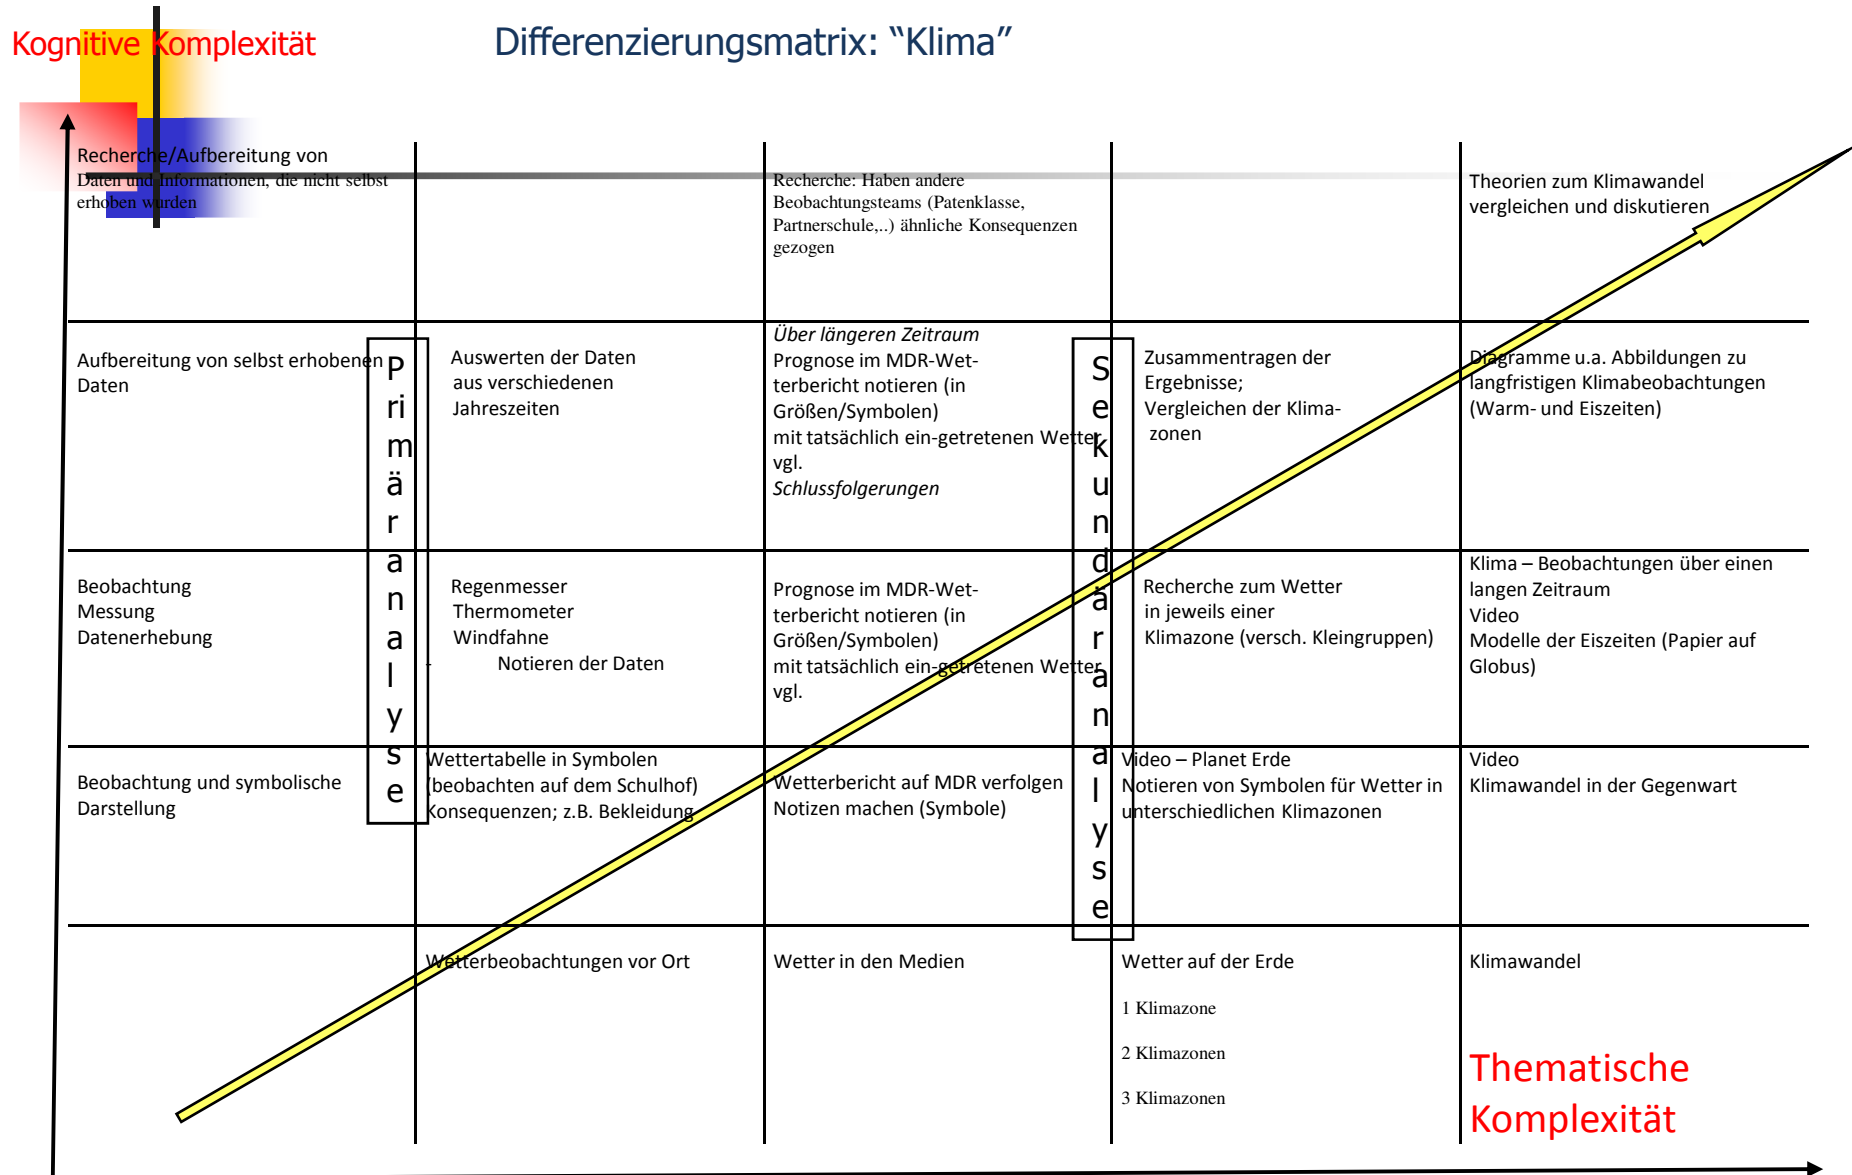 Kognitive Komplexität
Differenzierungsmatrix: “Klima”
Recherche/Aufbereitung von
Daten und Informationen, die nicht selbst
erhoben wurden
Recherche: Haben andere
Beobachtungsteams (Patenklasse,
Partnerschule,..) ähnliche Konsequenzen
gezogen
Theorien zum Klimawandel
vergleichen und diskutieren
Aufbereitung von selbst erhobenen
Daten
Primäranalyse
Auswerten der Daten
aus verschiedenen
Jahreszeiten
Über längeren Zeitraum
Prognose im MDR-Wet-
terbericht notieren (in
Größen/Symbolen)
mit tatsächlich ein-getretenen Wetter
vgl.
Schlussfolgerungen
Sekundäranalyse
Zusammentragen der
Ergebnisse;
Vergleichen der Klima-
zonen
Diagramme u.a. Abbildungen zu
langfristigen Klimabeobachtungen
(Warm- und Eiszeiten)
Beobachtung
Messung
Datenerhebung
Regenmesser
Thermometer
Windfahne
- Notieren der Daten
Prognose im MDR-Wet-
terbericht notieren (in
Größen/Symbolen)
mit tatsächlich ein-getretenen Wetter
vgl.
Recherche zum Wetter
in jeweils einer
Klimazone (versch. Kleingruppen)
Klima – Beobachtungen über einen
langen Zeitraum
Video
Modelle der Eiszeiten (Papier auf
Globus)
Beobachtung und symbolische
Darstellung
Wettertabelle in Symbolen
(beobachten auf dem Schulhof)
Konsequenzen; z.B. Bekleidung
Wetterbericht auf MDR verfolgen
Notizen machen (Symbole)
Video – Planet Erde
Notieren von Symbolen für Wetter in
unterschiedlichen Klimazonen
Video
Klimawandel in der Gegenwart
Wetterbeobachtungen vor Ort
Wetter in den Medien
Wetter auf der Erde
1 Klimazone
2 Klimazonen
3 Klimazonen
Klimawandel
Thematische
Komplexität